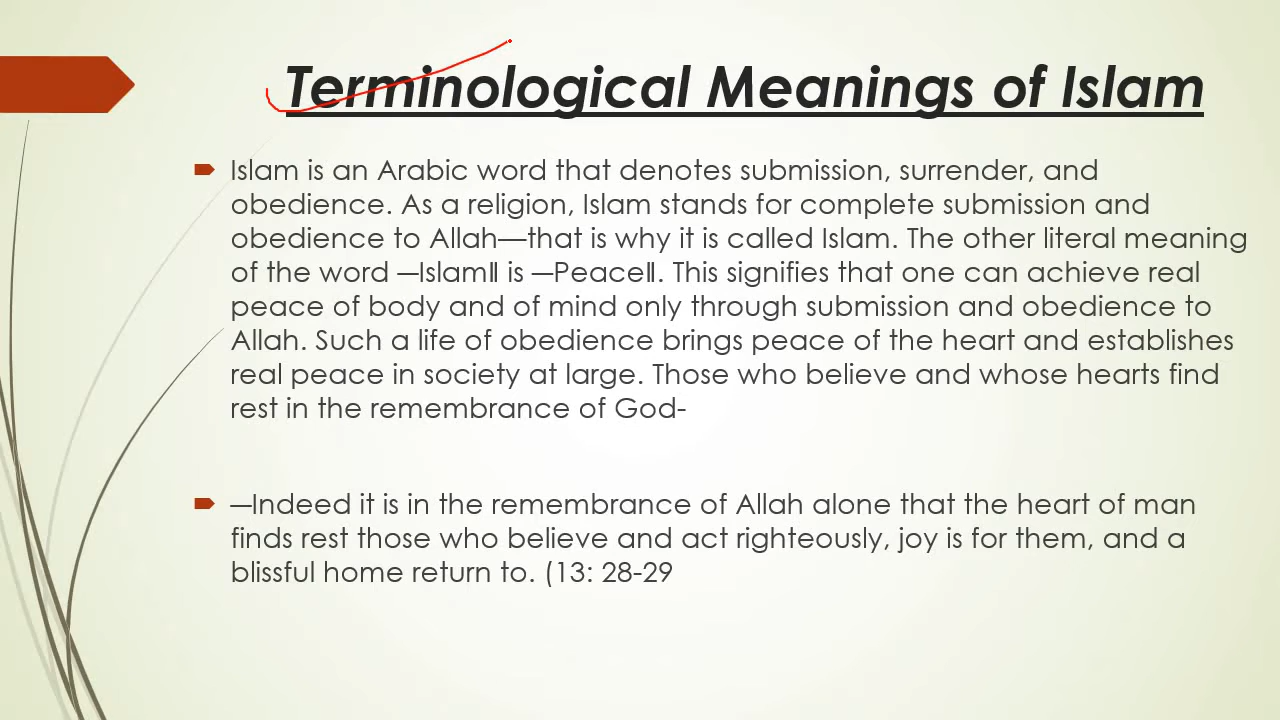 Terminological Meanings of Islam
Islam is an Arabic word that denotes submission, surrender, and
obedience. As a religion, Islam stands for complete submission and
obedience to Allah—that is why it is called Islam. The other literal meaning
of the word ―Islam‖ is ―Peace‖. This signifies that one can achieve real
peace of body and of mind only through submission and obedience to
Allah. Such a life of obedience brings peace of the heart and establishes
real peace in society at large. Those who believe and whose hearts find
rest in the remembrance of God-
―Indeed it is in the remembrance of Allah alone that the heart of man
finds rest those who believe and act righteously, joy is for them, and a
blissful home return to. (13: 28-29